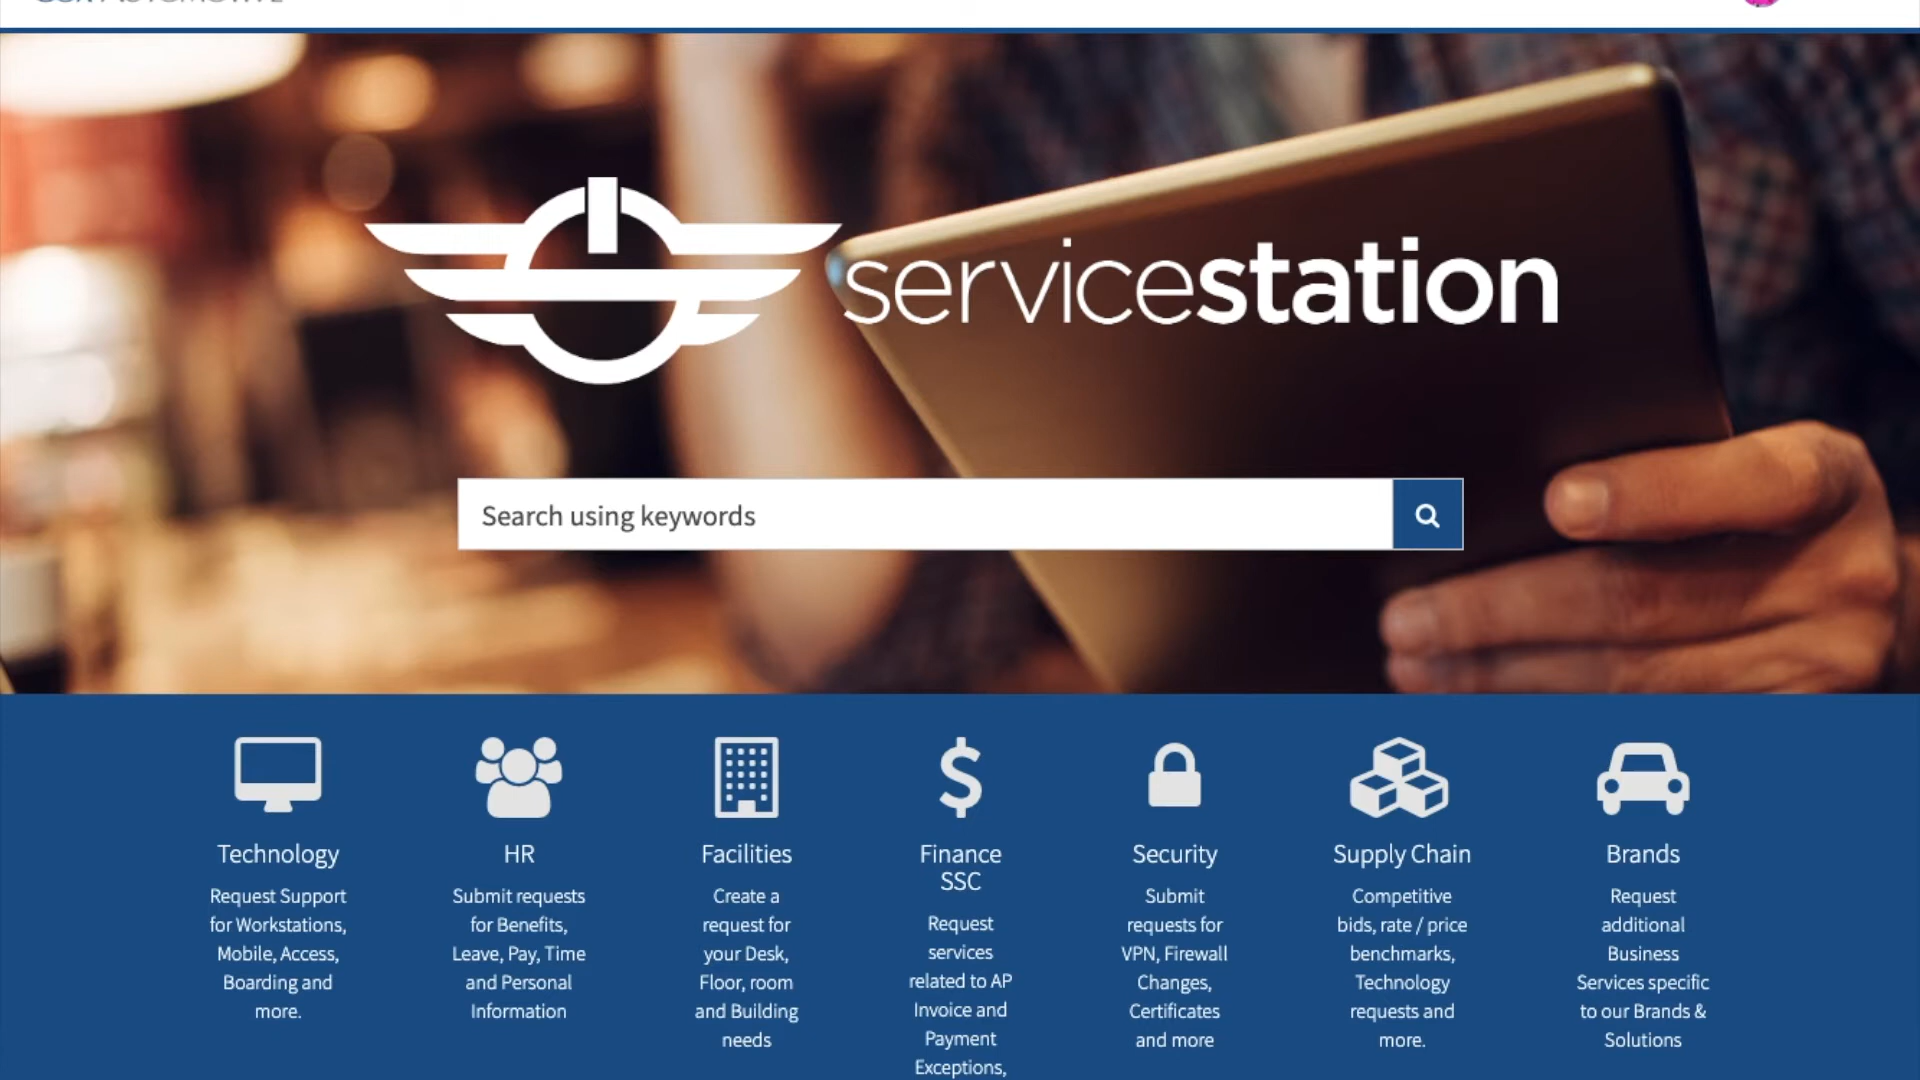 COX AUTOMOTIVE
servicestation
Search using keywords
Technology
Request Support
for Workstations,
Mobile, Access,
Boarding and
more.
HR
Submit requests
for Benefits,
Leave, Pay, Time
and Personal
Information
Facilities
Create a
request for
your Desk,
Floor, room
and Building
needs
Finance
SSC
Request
services
related to AP
Invoice and
Payment
Exceptions,
Security
Submit
requests for
VPN, Firewall
Changes,
Certificates
and more
Supply Chain
Competitive
bids, rate / price
benchmarks,
Technology
requests and
more.
Brands
Request
additional
Business
Services specific
to our Brands &
Solutions